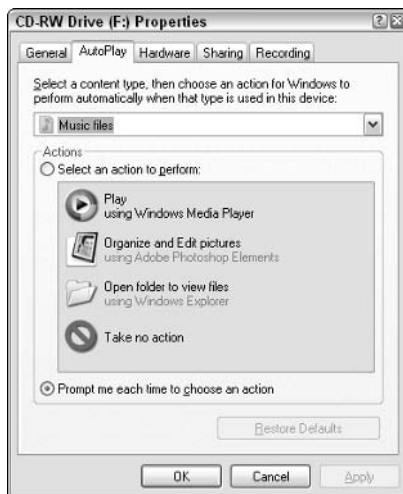 CD-RW Drive (F:) Properties
General AutoPlay Hardware Sharing Recording
Select a content type, then choose an action for Windows to
perform automatically when that type is used in this device:
Music files
Actions
Select an action to perform:
Play
using Windows Media Player
Organize and Edit pictures
using Adobe Photoshop Elements
Open folder to view files
using Windows Explorer
Take no action
Prompt me each time to choose an action
Restore Defaults
OK Cancel Apply